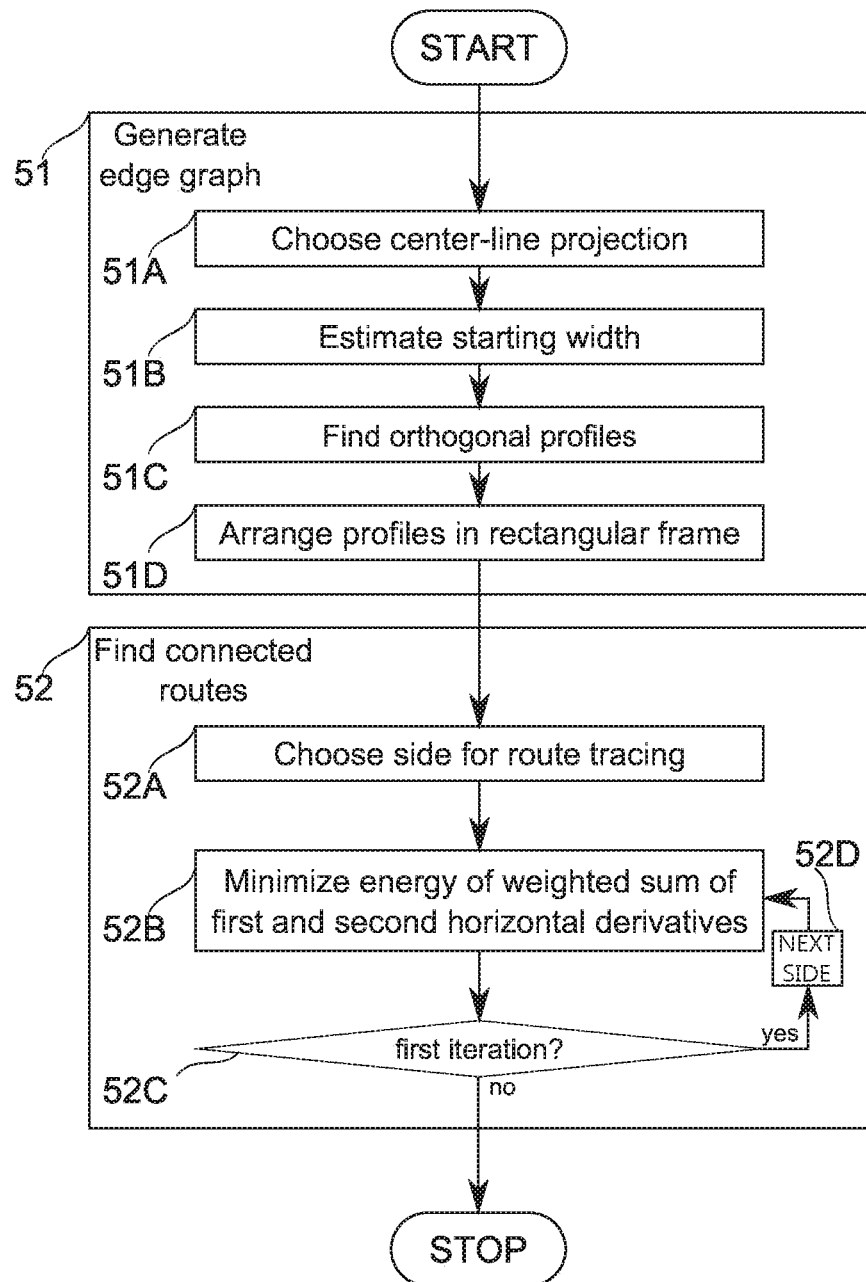 START
51
Generate
edge graph
51A
Choose center-line projection
51B
Estimate starting width
51C
Find orthogonal profiles
51D
Arrange profiles in rectangular frame
52
Find connected
routes
52A
Choose side for route tracing
52B
Minimize energy of weighted sum of
first and second horizontal derivatives
52D
NEXT
SIDE
52C
first iteration?
yes
no
STOP